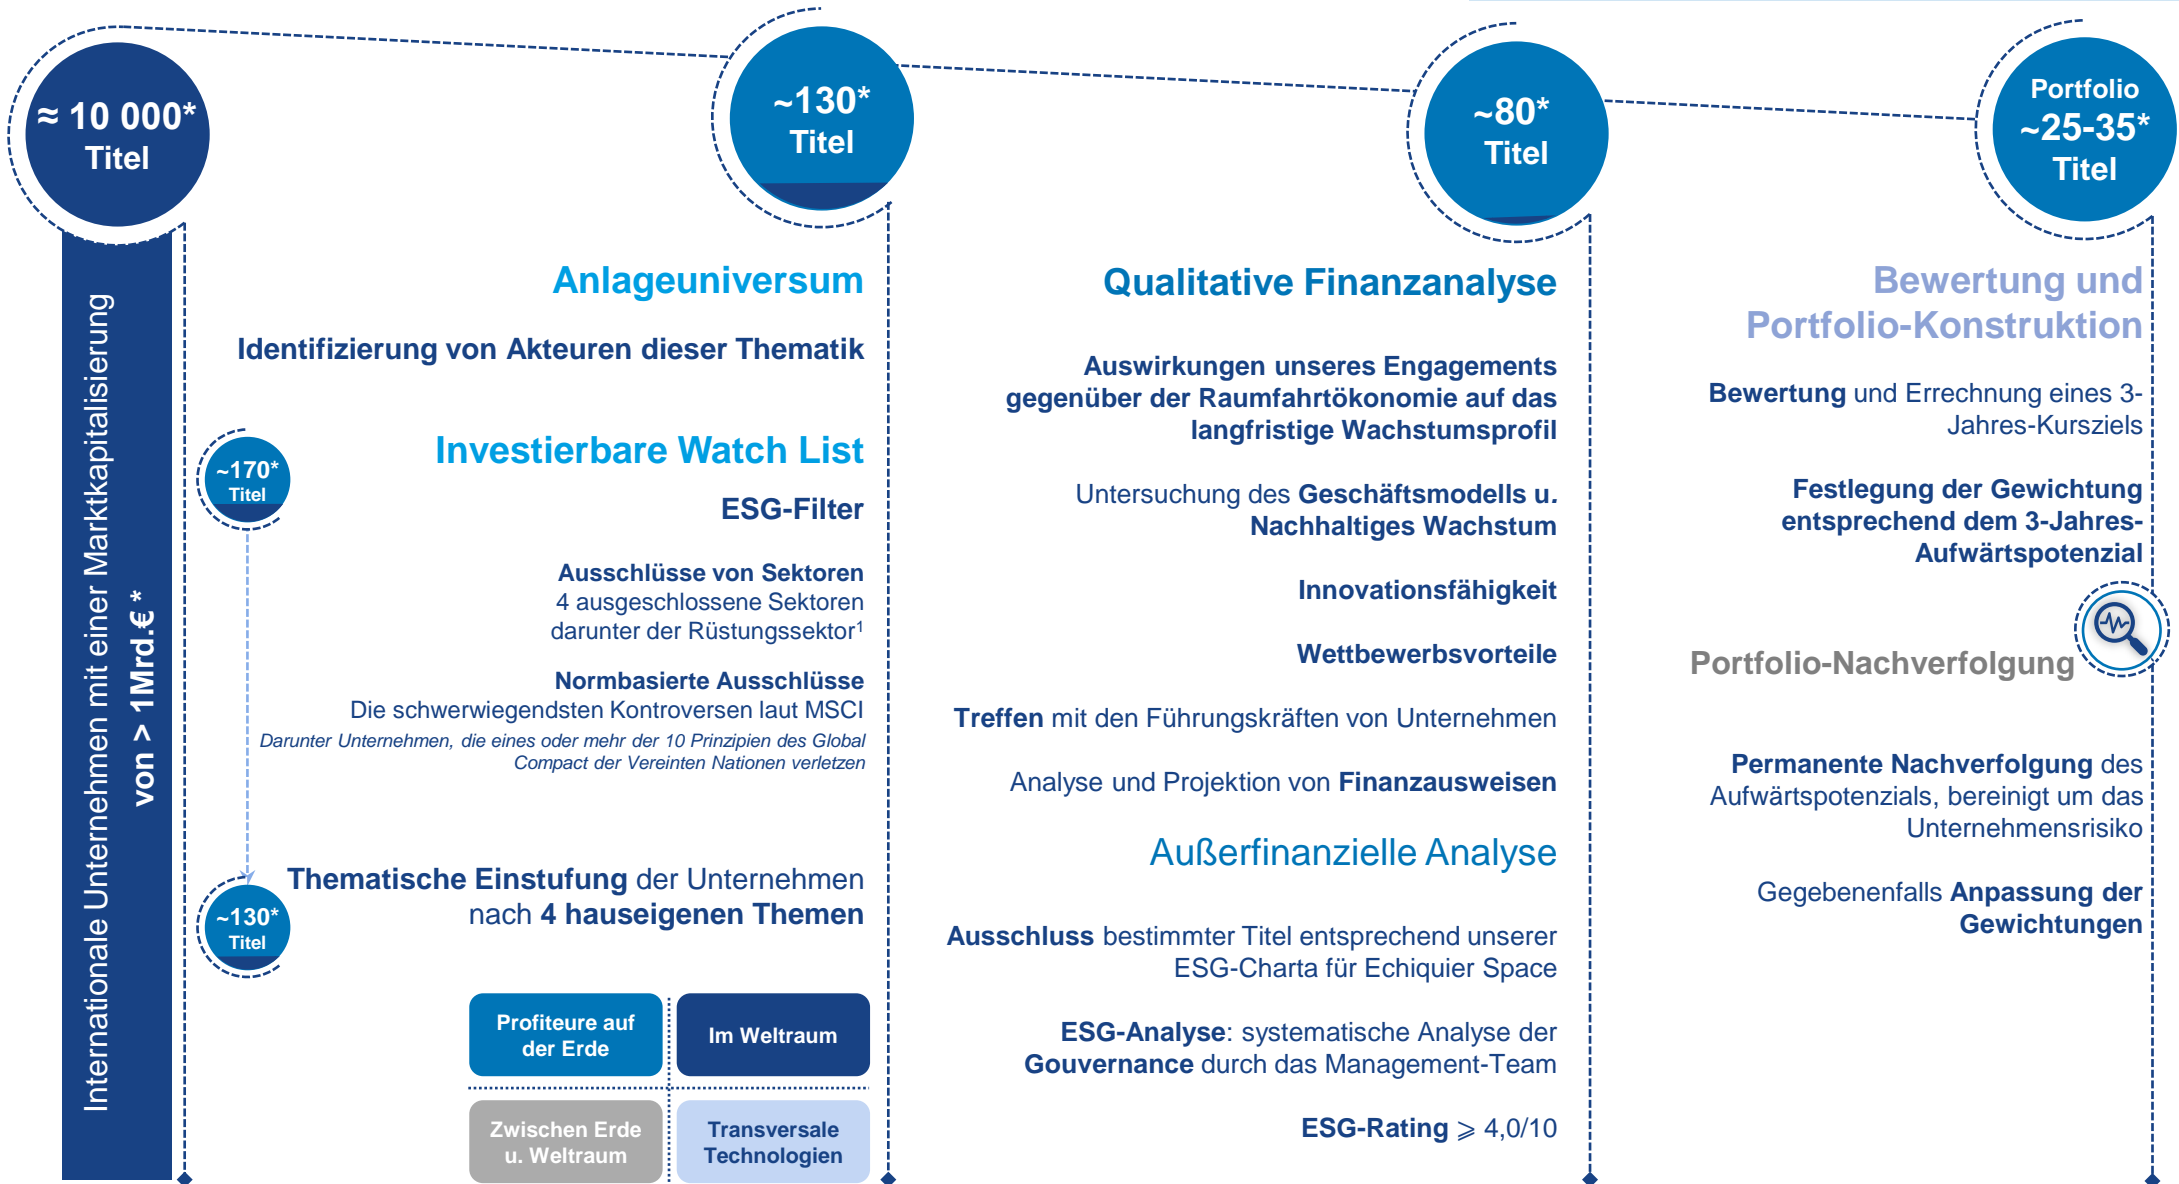 ≈ 10 000*
Titel
Internationale Unternehmen mit einer Marktkapitalisierung
von > 1Mrd.€ *
~130*
Titel
Anlageuniversum
Identifizierung von Akteuren dieser Thematik
~170*
Titel
Investierbare Watch List
ESG-Filter
Ausschlüsse von Sektoren
4 ausgeschlossene Sektoren
darunter der Rüstungssektor¹
Normbasierte Ausschlüsse
Die schwerwiegendsten Kontroversen laut MSCI
Darunter Unternehmen, die eines oder mehr der 10 Prinzipien des Global
Compact der Vereinten Nationen verletzen
~130*
Titel
Thematische Einstufung der Unternehmen
nach 4 hauseigenen Themen
Profiteure auf
der Erde
Im Weltraum
Zwischen Erde
u. Weltraum
Transversale
Technologien
~80*
Titel
Qualitative Finanzanalyse
Auswirkungen unseres Engagements
gegenüber der Raumfahrtökonomie auf das
langfristige Wachstumsprofil
Untersuchung des Geschäftsmodells u.
Nachhaltiges Wachstum
Innovationsfähigkeit
Wettbewerbsvorteile
Treffen mit den Führungskräften von Unternehmen
Analyse und Projektion von Finanzausweisen
Außerfinanzielle Analyse
Ausschluss bestimmter Titel entsprechend unserer
ESG-Charta für Echiquier Space
ESG-Analyse: systematische Analyse der
Gouvernance durch das Management-Team
ESG-Rating ⩾ 4,0/10
Portfolio
~25-35*
Titel
Bewertung und
Portfolio-Konstruktion
Bewertung und Errechnung eines 3-
Jahres-Kursziels
Festlegung der Gewichtung
entsprechend dem 3-Jahres-
Aufwärtspotenzial
Portfolio-Nachverfolgung
Permanente Nachverfolgung des
Aufwärtspotenzials, bereinigt um das
Unternehmensrisiko
Gegebenenfalls Anpassung der
Gewichtungen